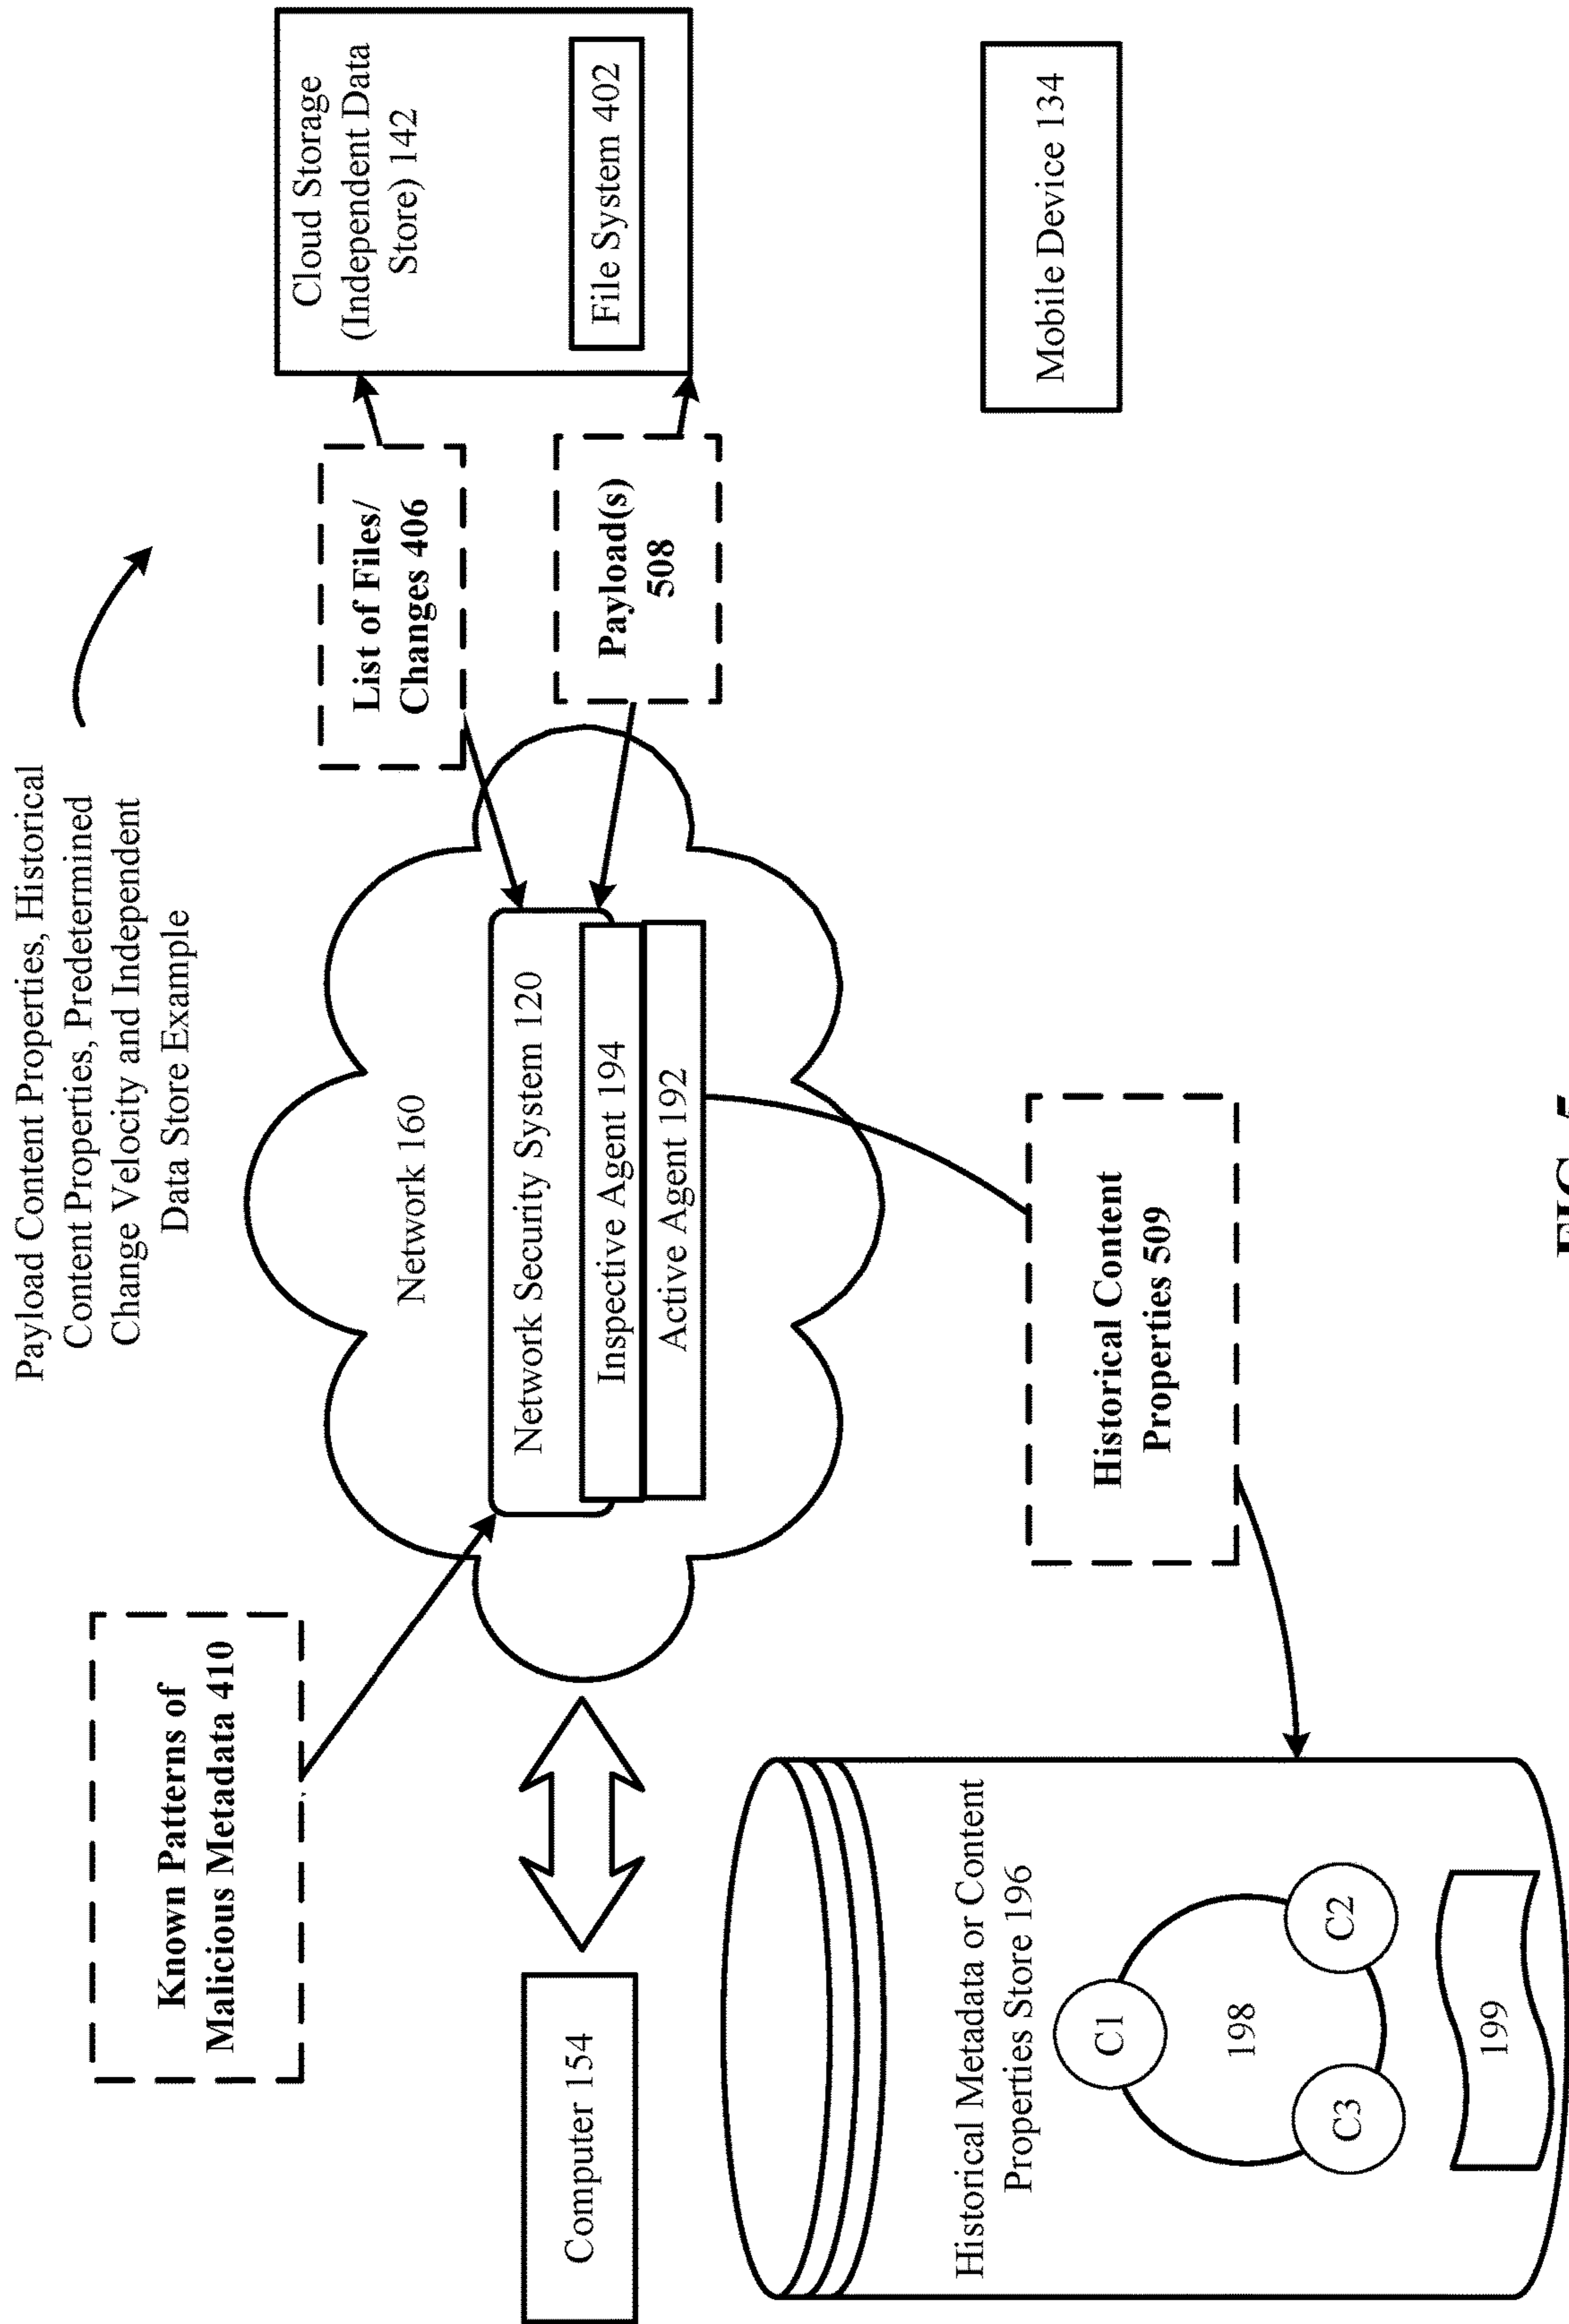 Payload Content Properties, Historical
Content Properties, Predetermined
Change Velocity and Independent
Data Store Example
Known Patterns of
Malicious Metadata 410
Network 160
List of Files/
Changes 406
Cloud Storage
(Independent Data
Store) 142
File System 402
Computer 154
Network Security System 120
Inspective Agent 194
Active Agent 192
Payload(s)
508
Historical Metadata or Content
Properties Store 196
C1
198
C3
C2
199
Historical Content
Properties 509
Mobile Device 134